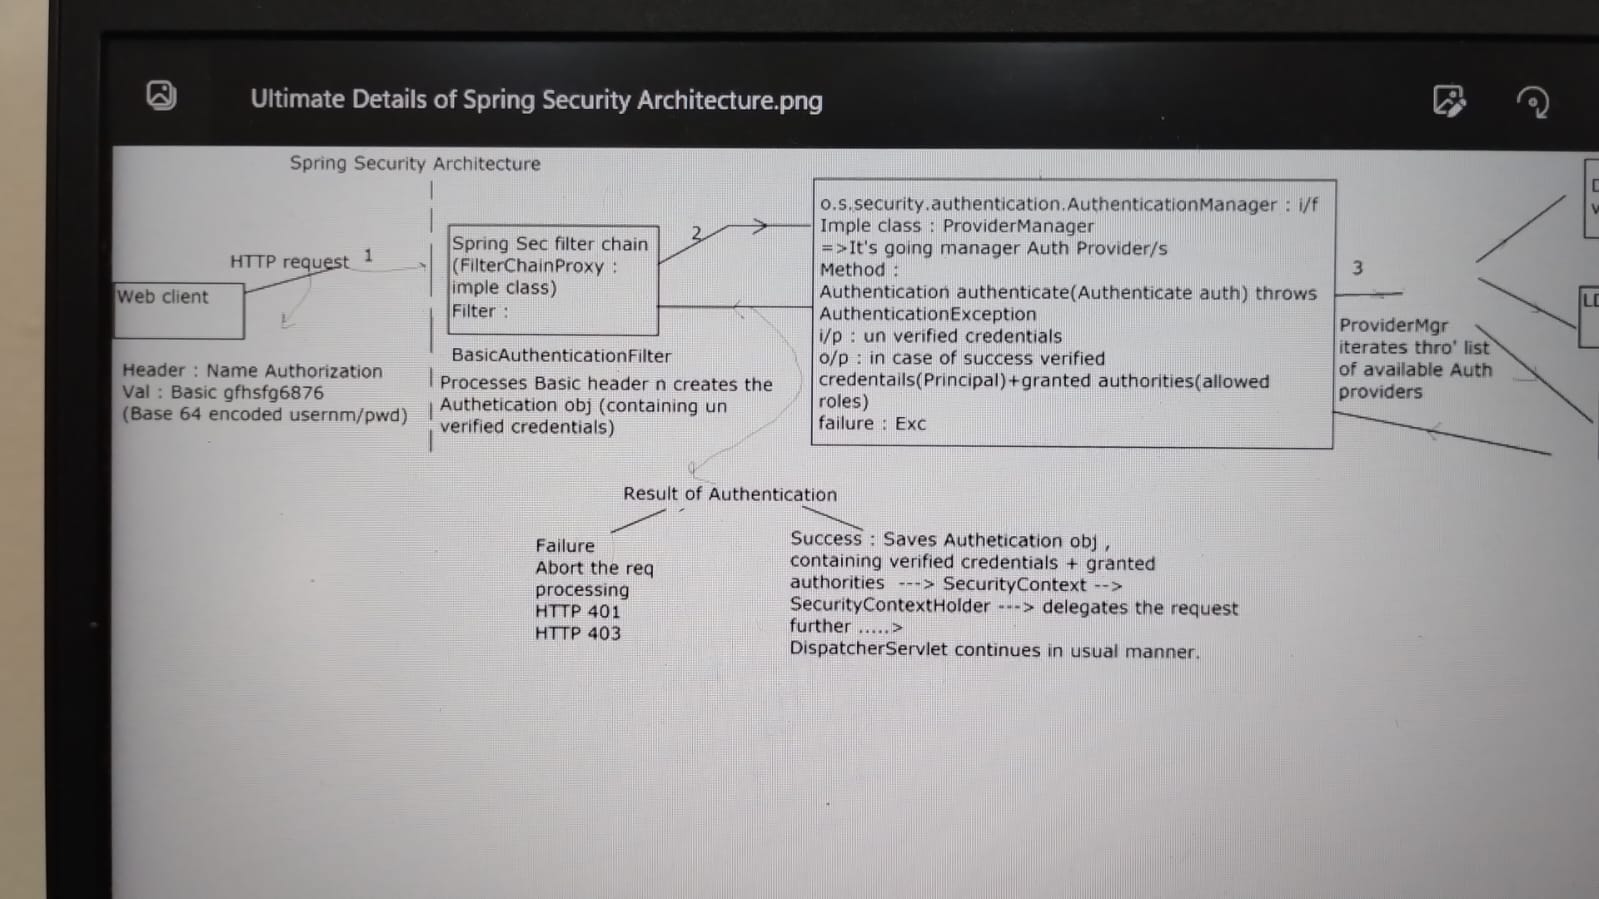 Ultimate Details of Spring Security Architecture.png
Spring Security Architecture
HTTP request 1
Web client
Header : Name Authorization
Val : Basic gfhsfg6876
(Base 64 encoded usernm/pwd)
Spring Sec filter chain
(FilterChainProxy :
imple class)
Filter :
BasicAuthenticationFilter
Processes Basic header n creates the
Authetication obj (containing un
verified credentials)
2
o.s.security.authentication.AuthenticationManager : i/f
Imple class : ProviderManager
=>It's going manager Auth Provider/s
Method :
Authentication authenticate(Authenticate auth) throws
AuthenticationException
i/p : un verified credentials
o/p : in case of success verified
credentails(Principal)+granted authorities(allowed
roles)
failure : Exc
3
ProviderMgr
iterates thro' list
of available Auth
providers
Result of Authentication
Failure
Abort the req
processing
HTTP 401
HTTP 403
Success : Saves Authetication obj ,
containing verified credentials + granted
authorities ---> SecurityContext -->
SecurityContextHolder ---> delegates the request
further .....>
DispatcherServlet continues in usual manner.